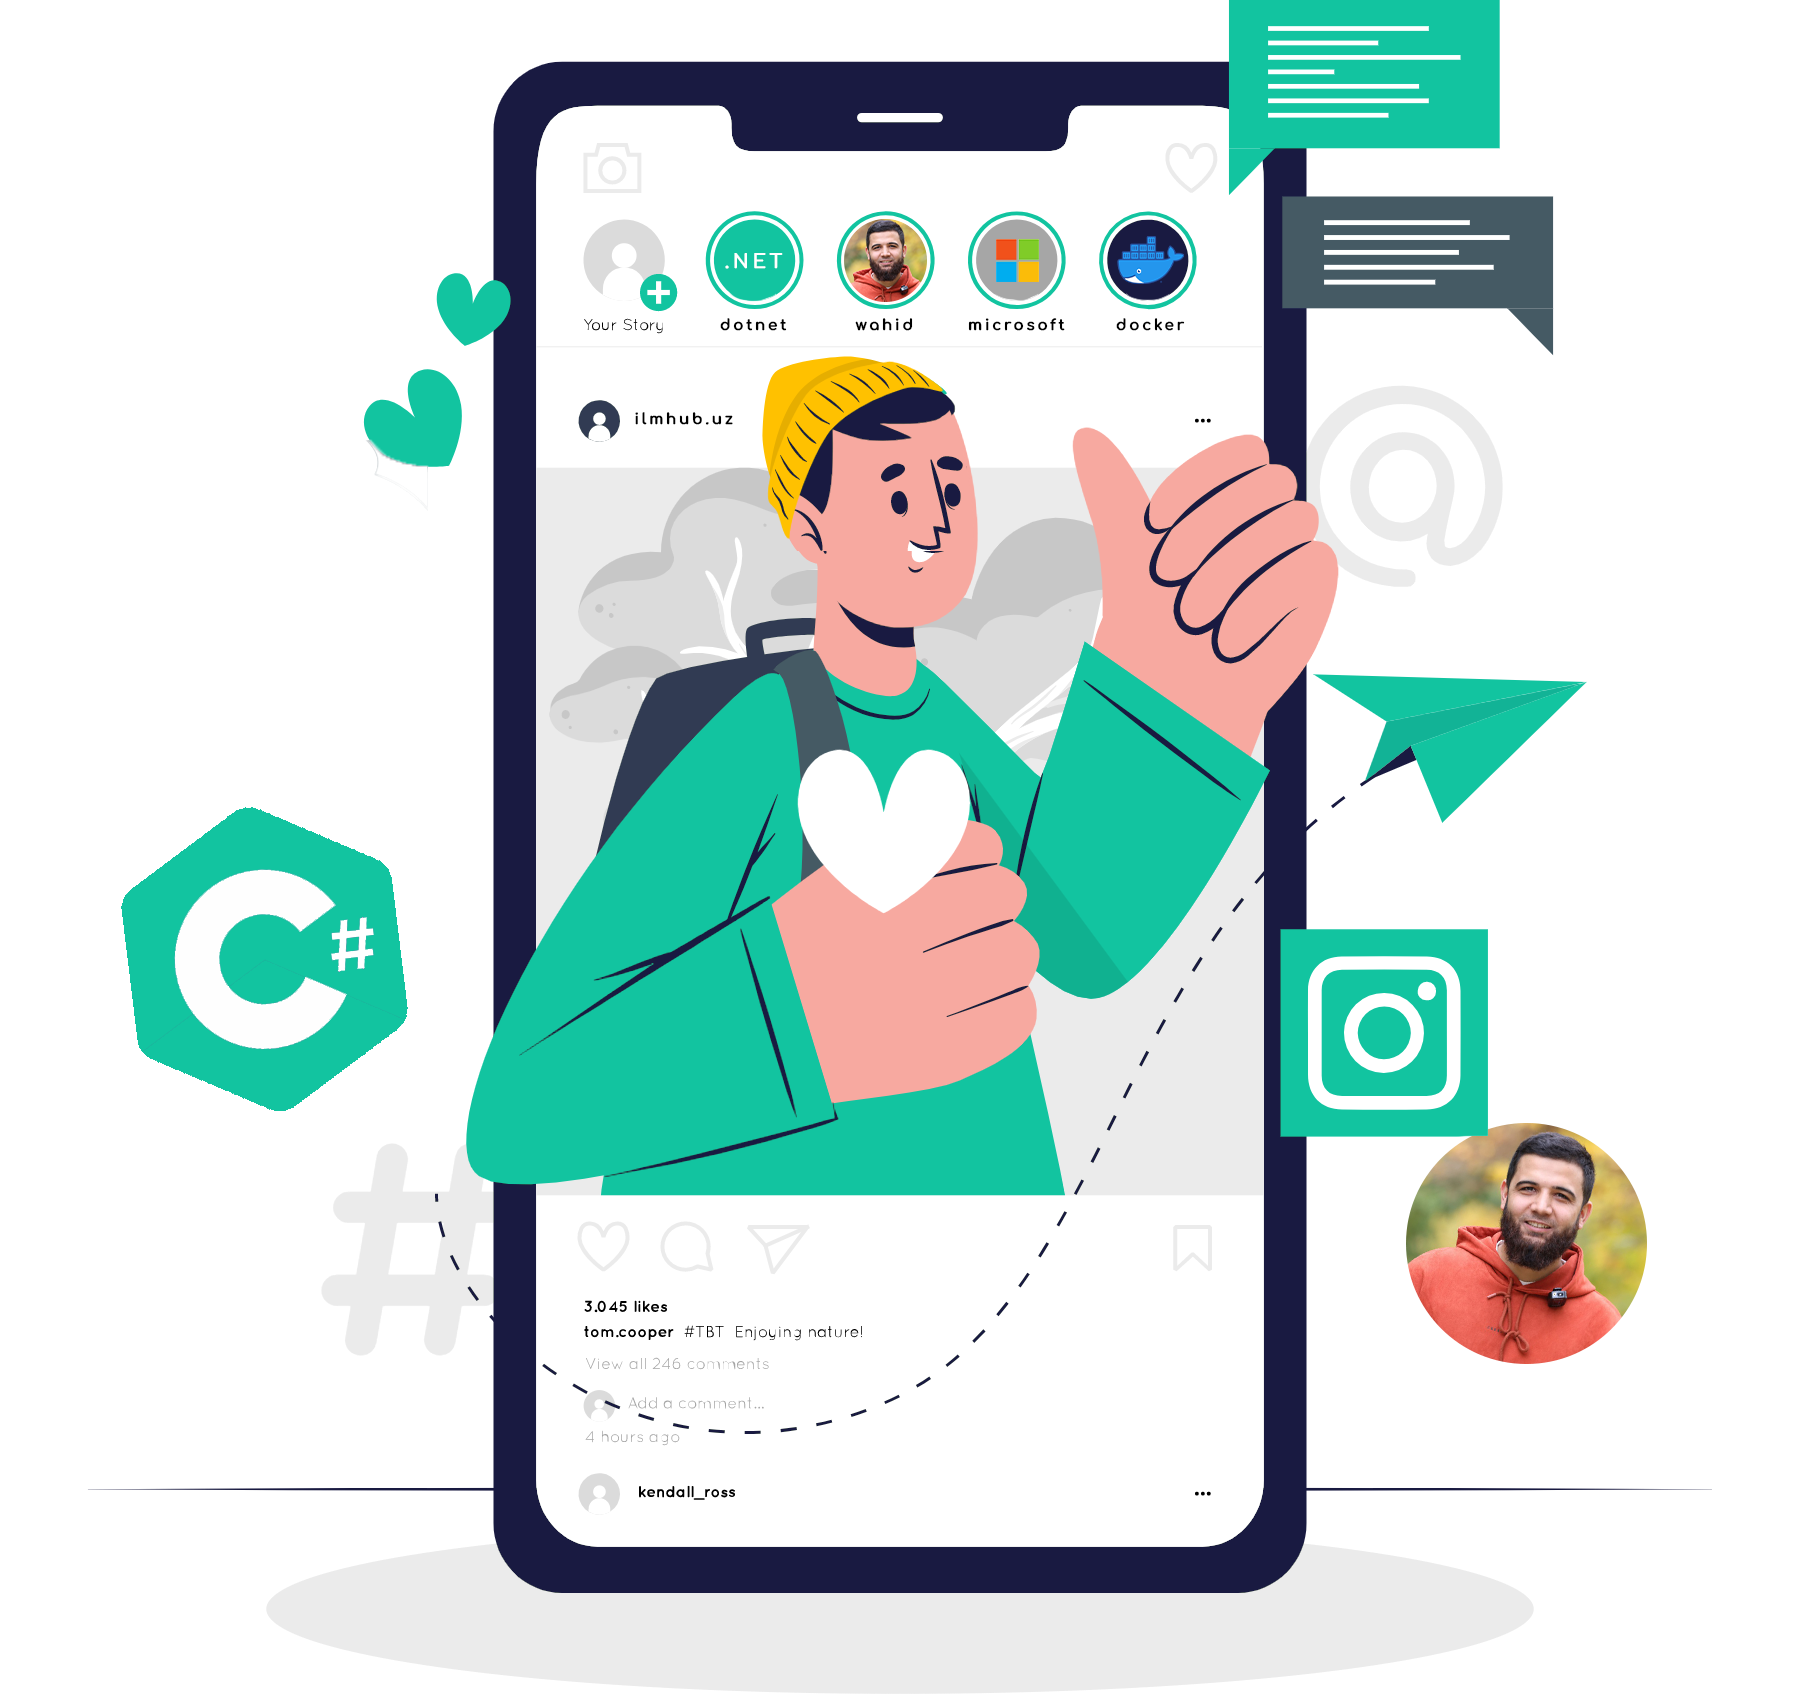 .NET
Your Story
dotnet
wahid
microsoft
docker
ilmhub.uz
C#
3.045 likes
tom.cooper #TBT Enjoying nature!
View all 246 comments
Add a comment...
4 hours ago
kendall_ross